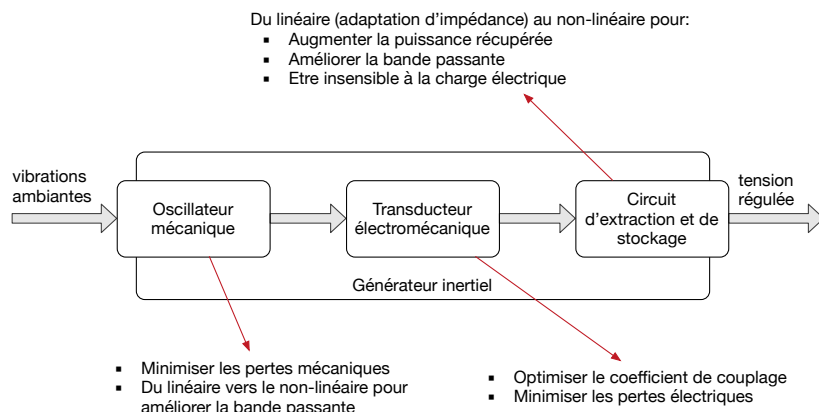 Du linéaire (adaptation d'impédance) au non-linéaire pour:
▪ Augmenter la puissance récupérée
▪ Améliorer la bande passante
▪ Etre insensible à la charge électrique
vibrations
ambiantes
Oscillateur
mécanique
Transducteur
électromécanique
Circuit
d'extraction et de
stockage
tension
régulée
Générateur inertiel
▪ Minimiser les pertes mécaniques
▪ Du linéaire vers le non-linéaire pour
améliorer la bande passante
▪ Optimiser le coefficient de couplage
▪ Minimiser les pertes électriques